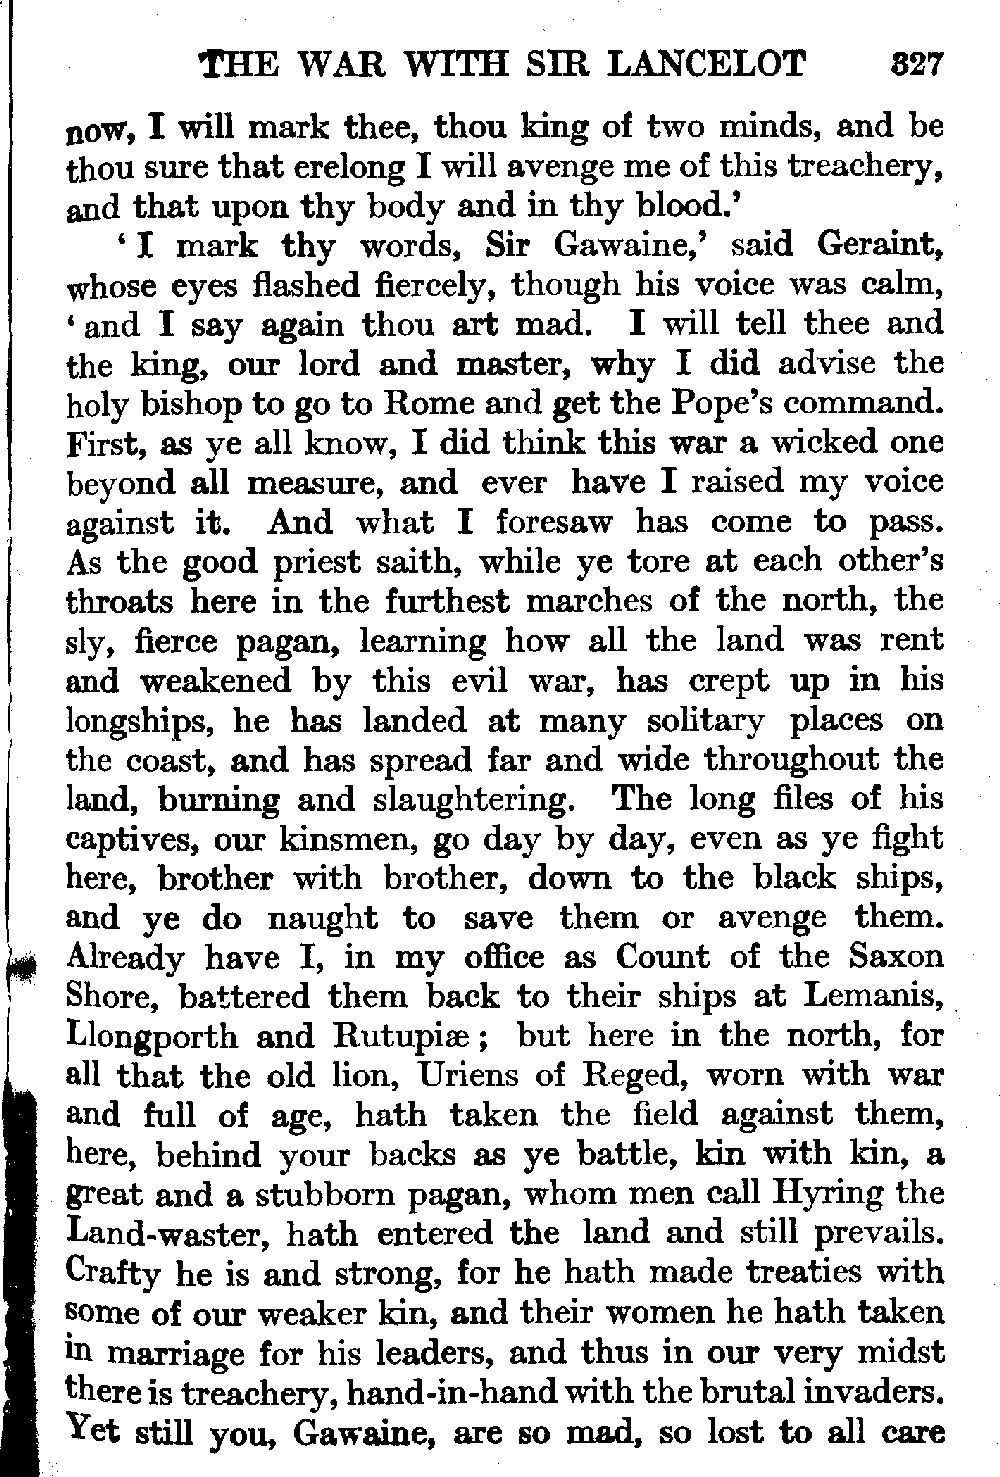 THE WAR WITH SIR LANCELOT 327
now, I will mark thee, thou king of two minds, and be
thou sure that erelong I will avenge me of this treachery,
and that upon thy body and in thy blood.'
'I mark thy words, Sir Gawaine,' said Geraint,
whose eyes flashed fiercely, though his voice was calm,
'and I say again thou art mad. I will tell thee and
the king, our lord and master, why I did advise the
holy bishop to go to Rome and get the Pope's command.
First, as ye all know, I did think this war a wicked one
beyond all measure, and ever have I raised my voice
against it. And what I foresaw has come to pass.
As the good priest saith, while ye tore at each other's
throats here in the furthest marches of the north, the
sly, fierce pagan, learning how all the land was rent
and weakened by this evil war, has crept up in his
longships, he has landed at many solitary places on
the coast, and has spread far and wide throughout the
land, burning and slaughtering. The long files of his
captives, our kinsmen, go day by day, even as ye fight
here, brother with brother, down to the black ships,
and ye do naught to save them or avenge them.
Already have I, in my office as Count of the Saxon
Shore, battered them back to their ships at Lemanis,
Llongporth and Rutupiæ; but here in the north, for
all that the old lion, Uriens of Reged, worn with war
and full of age, hath taken the field against them,
here, behind your backs as ye battle, kin with kin, a
great and a stubborn pagan, whom men call Hyring the
Land-waster, hath entered the land and still prevails.
Crafty he is and strong, for he hath made treaties with
some of our weaker kin, and their women he hath taken
in marriage for his leaders, and thus in our very midst
there is treachery, hand-in-hand with the brutal invaders.
Yet still you, Gawaine, are so mad, so lost to all care